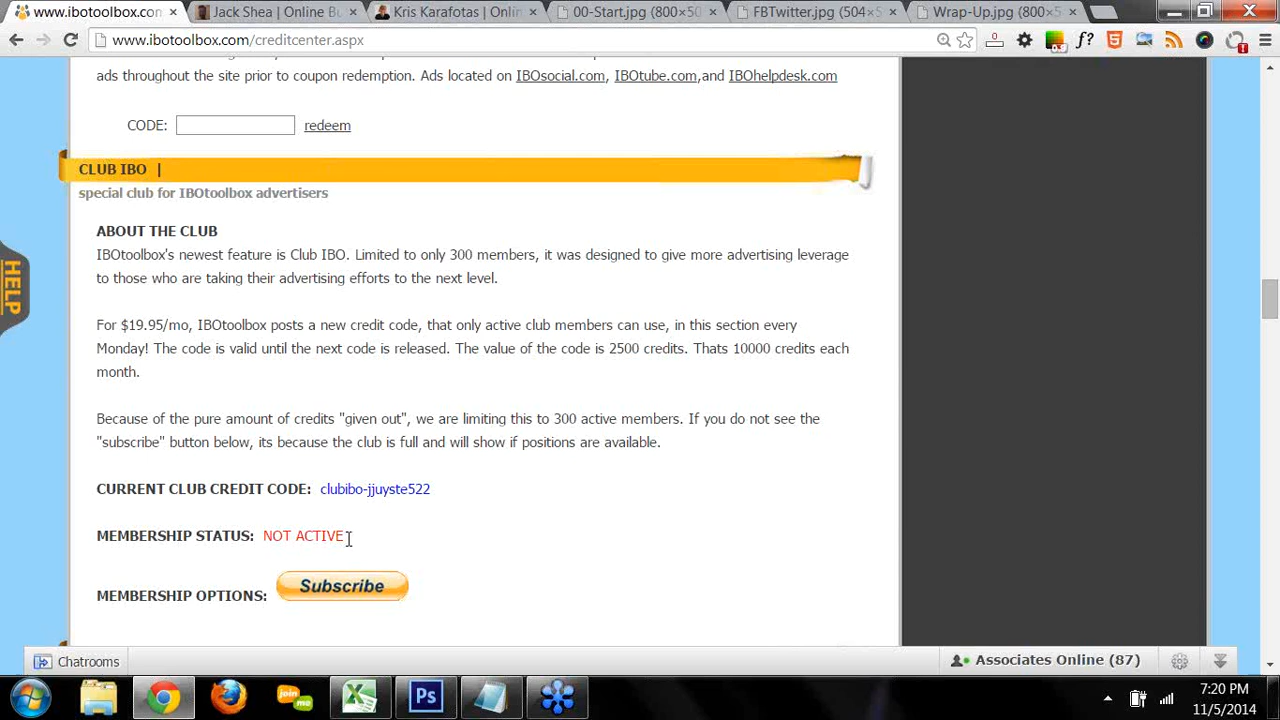 www.ibotoolbox.com
Jack Shea | Online Bu
Kris Karafotas | Online
00-Start.jpg (800×50
FBTwitter.jpg (504×5
Wrap-Up.jpg (800×5
www.ibotoolbox.com/creditcenter.aspx
ads throughout the site prior to coupon redemption. Ads located on IBOsocial.com, IBOtube.com,and IBOhelpdesk.com
CODE: redeem
CLUB IBO |
special club for IBOtoolbox advertisers
ABOUT THE CLUB
IBOtoolbox's newest feature is Club IBO. Limited to only 300 members, it was designed to give more advertising leverage
to those who are taking their advertising efforts to the next level.
HELP
For $19.95/mo, IBOtoolbox posts a new credit code, that only active club members can use, in this section every
Monday! The code is valid until the next code is released. The value of the code is 2500 credits. Thats 10000 credits each
month.
Because of the pure amount of credits "given out", we are limiting this to 300 active members. If you do not see the
"subscribe" button below, its because the club is full and will show if positions are available.
CURRENT CLUB CREDIT CODE: clubibo-jjuyste522
MEMBERSHIP STATUS: NOT ACTIVE
MEMBERSHIP OPTIONS: Subscribe
Chatrooms
Associates Online (87)
join me
Ps
7:20 PM
11/5/2014